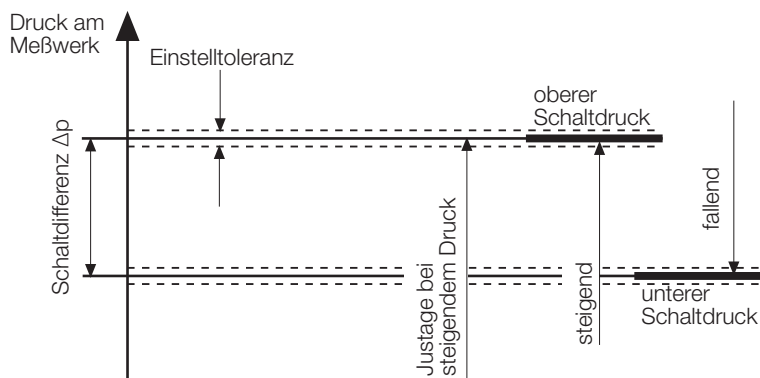 Druck am
Meßwerk
Einstelltoleranz
oberer
Schaltdruck
Schaltdifferenz Δp
Justage bei
steigendem Druck
steigend
fallend
unterer
Schaltdruck